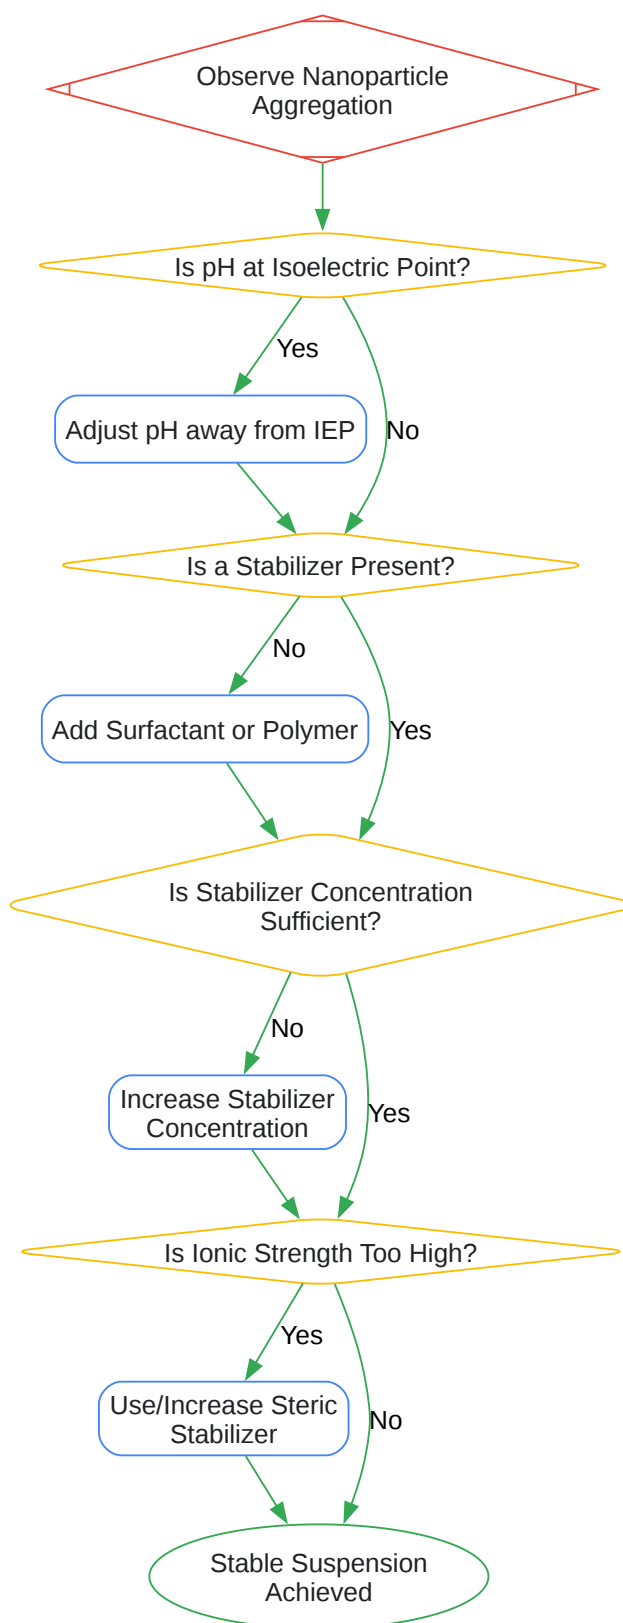 Observe Nanoparticle
Aggregation
Is pH at Isoelectric Point?
Yes
Adjust pH away from IEP
No
Is a Stabilizer Present?
No
Add Surfactant or Polymer
Yes
Is Stabilizer Concentration
Sufficient?
No
Increase Stabilizer
Concentration
Yes
Is Ionic Strength Too High?
Yes
Use/Increase Steric
Stabilizer
No
Stable Suspension
Achieved